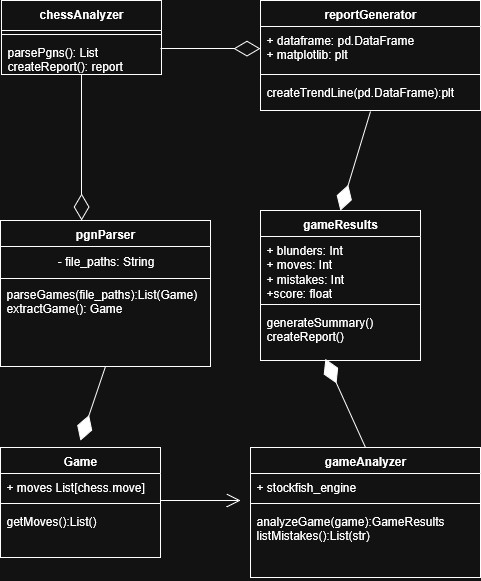 chessAnalyzer
parsePgns(): List
createReport(): report
reportGenerator
+ dataframe: pd.DataFrame
+ matplotlib: plt
createTrendLine(pd.DataFrame):plt
pgnParser
- file_paths: String
parseGames(file_paths):List(Game)
extractGame(): Game
gameResults
+ blunders: Int
+ moves: Int
+ mistakes: Int
+score: float
generateSummary()
createReport()
Game
+ moves List[chess.move]
getMoves():List()
gameAnalyzer
+ stockfish_engine
analyzeGame(game):GameResults
listMistakes():List(str)